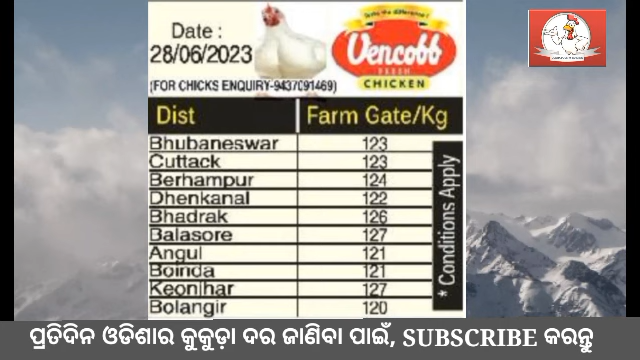 Date :
28/06/2023
Vencobb
FRESH
CHICKEN
(FOR CHICKS ENQUIRY-9437091469)
Dist Farm Gate/Kg
Bhubaneswar 123
Cuttack 123
Berhampur 124
Dhenkanal 122
Bhadrak 126
Balasore 127
Angul 121
Boinda 121
Keonjhar 127
Bolangir 120
* Conditions Apply
ପ୍ରତିଦିନ ଓଡିଶାର କୁକୁଡ଼ା ଦର ଜାଣିବା ପାଇଁ, SUBSCRIBE କରନ୍ତୁ